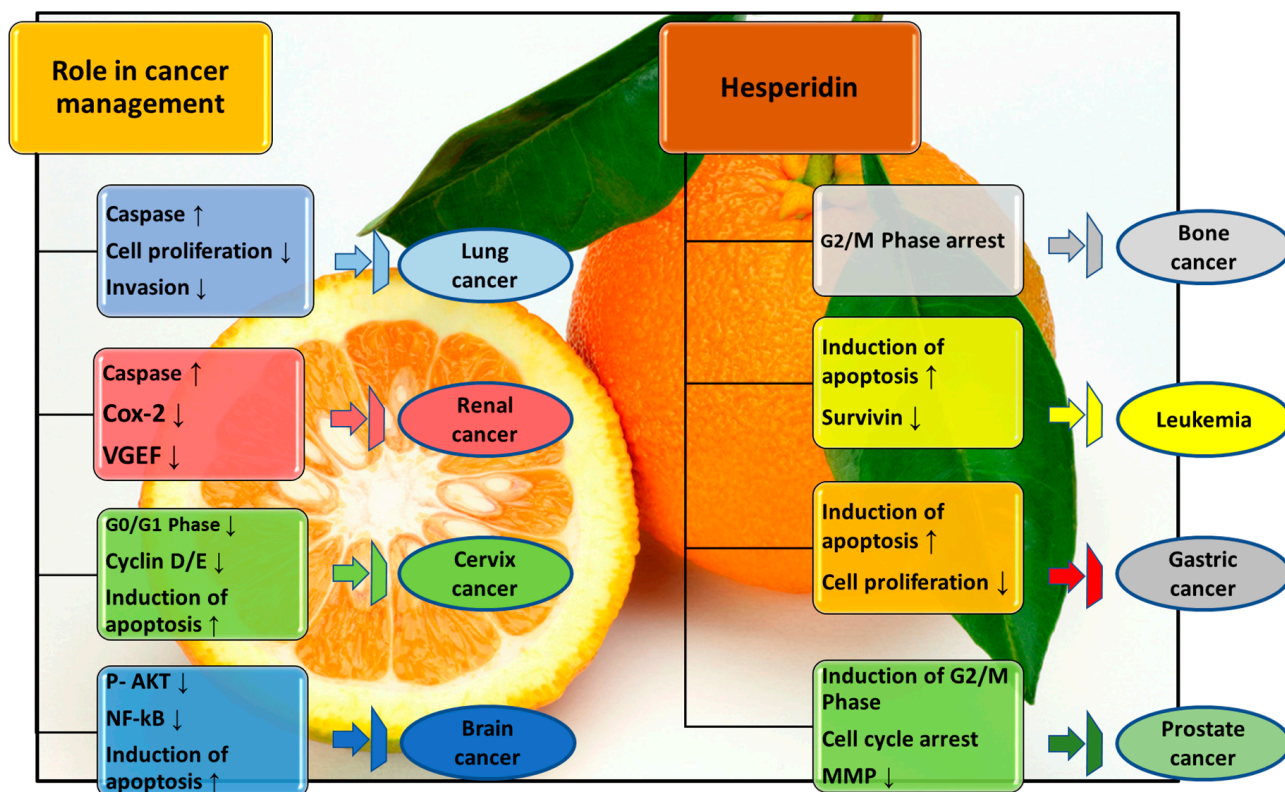 Role in cancer
management
Caspase ↑
Cell proliferation ↓
Invasion ↓
Lung
cancer
Caspase ↑
Cox-2 ↓
VGEF ↓
Renal
cancer
G0/G1 Phase ↓
Cyclin D/E ↓
Induction of
apoptosis ↑
Cervix
cancer
P- AKT ↓
NF-kB ↓
Induction of
apoptosis ↑
Brain
cancer
Hesperidin
G2/M Phase arrest
Bone
cancer
Induction of
apoptosis ↑
Survivin ↓
Leukemia
Induction of
apoptosis ↑
Cell proliferation ↓
Gastric
cancer
Induction of G2/M
Phase
Cell cycle arrest
MMP ↓
Prostate
cancer